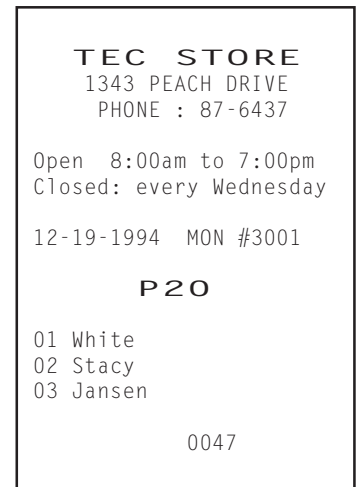 TEC STORE
1343 PEACH DRIVE
PHONE : 87-6437
Open 8:00am to 7:00pm
Closed: every Wednesday
12-19-1994 MON #3001
P20
01 White
02 Stacy
03 Jansen
0047